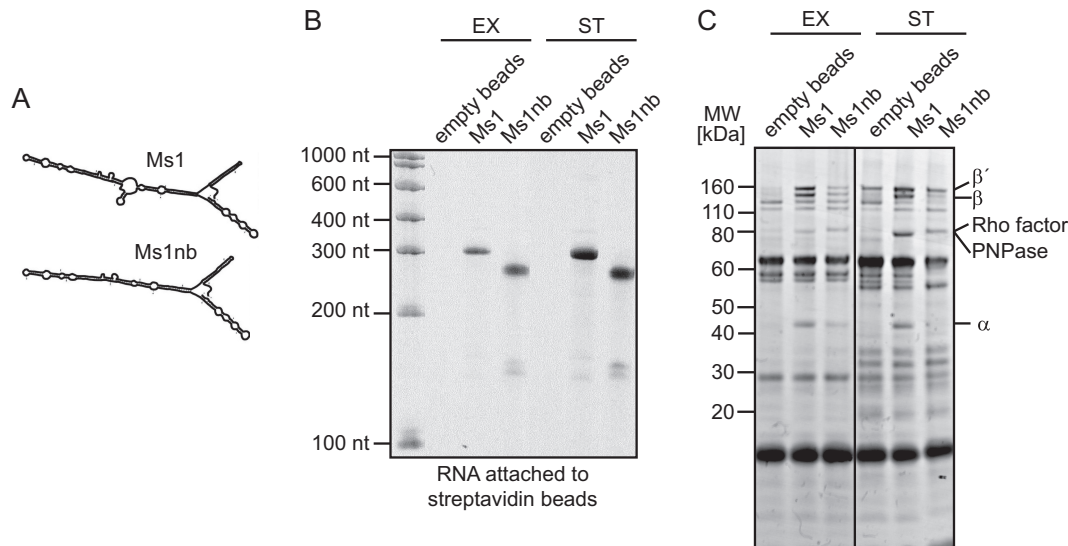 A
Ms1
Ms1nb
B
EX
ST
empty beads
Ms1
Ms1nb
empty beads
Ms1
Ms1nb
1000 nt
600 nt
400 nt
300 nt
200 nt
100 nt
RNA attached to
streptavidin beads
C
EX
ST
empty beads
Ms1
Ms1nb
empty beads
Ms1
Ms1nb
MW
[kDa]
160
110
80
60
50
40
30
20
β´
β
Rho factor
PNPase
α